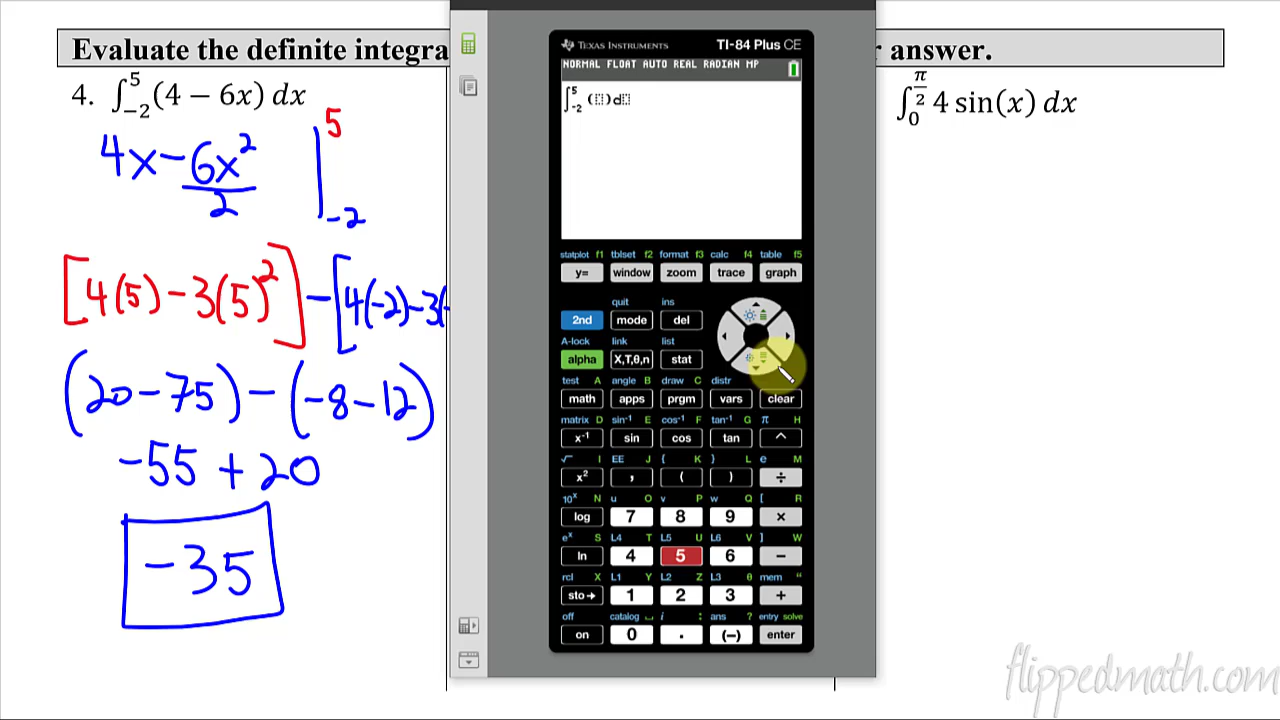 Evaluate the definite integra
r answer.
4. ∫_{-2}^{5} (4 − 6x) dx
4x − 6x²/2 |_{-2}^{5}
[4(5) − 3(5)²] − [4(-2) − 3(-
(20 − 75) − (-8 − 12)
-55 + 20
-35
TEXAS INSTRUMENTS TI-84 Plus CE
NORMAL FLOAT AUTO REAL RADIAN MP
∫_{-2}^{5} (⬚)d⬚
statplot f1 tblset f2 format f3 calc f4 table f5
y= window zoom trace graph
quit ins
2nd mode del
A-lock link list
alpha X,T,θ,n stat
test A angle B draw C distr
math apps prgm vars clear
matrix D sin⁻¹ E cos⁻¹ F tan⁻¹ G π H
x⁻¹ sin cos tan ^
√ I EE J { K } L e M
x² , ( ) ÷
10ˣ N u O v P w Q [ R
log 7 8 9 ×
eˣ S L4 T L5 U L6 V ] W
ln 4 5 6 −
rcl X L1 Y L2 Z L3 θ mem "
sto→ 1 2 3 +
off catalog ⎵ i : ans ? entry solve
on 0 . (−) enter
∫_{0}^{π/2} 4 sin(x) dx
flippedmath.com